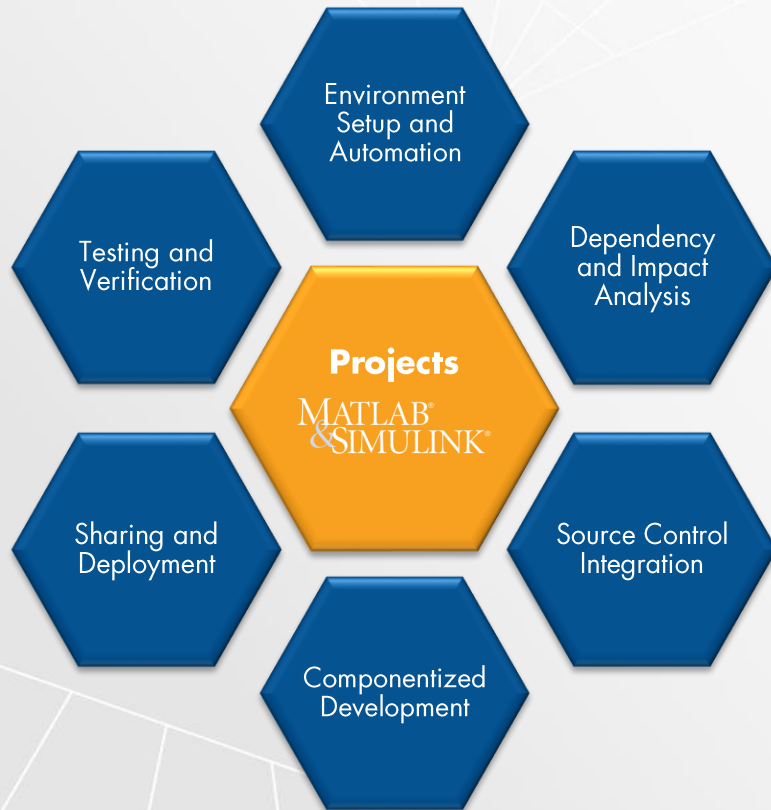 Environment
Setup and
Automation
Testing and
Verification
Dependency
and Impact
Analysis
Projects
MATLAB®
&SIMULINK®
Sharing and
Deployment
Source Control
Integration
Componentized
Development